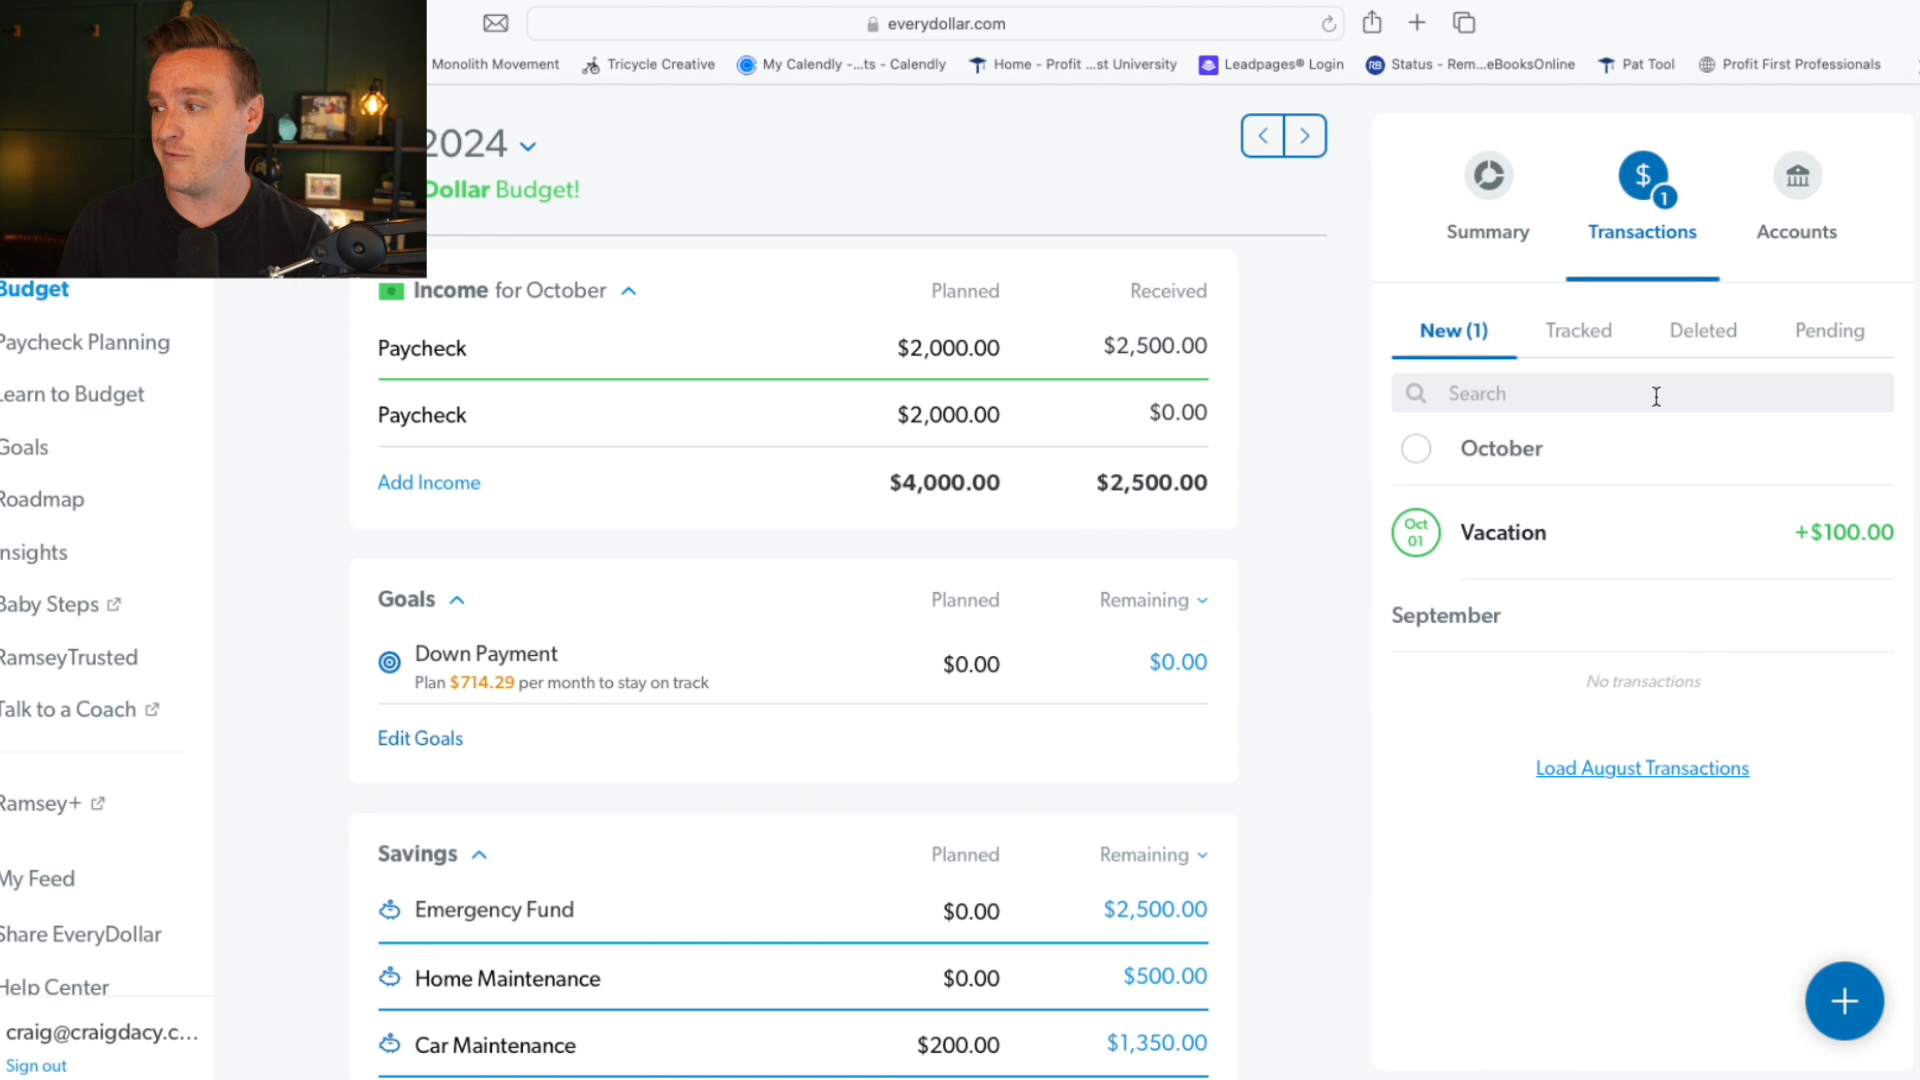 everydollar.com
Monolith Movement
Tricycle Creative
My Calendly -...ts - Calendly
Home - Profit ...st University
Leadpages® Login
RB
Status - Rem...eBooksOnline
Pat Tool
Profit First Professionals
2024
Dollar Budget!
Budget
Paycheck Planning
Learn to Budget
Goals
Roadmap
Insights
Baby Steps
RamseyTrusted
Talk to a Coach
Ramsey+
My Feed
Share EveryDollar
Help Center
craig@craigdacy.c...
Sign out
Income for October Planned Received
Paycheck $2,000.00 $2,500.00
Paycheck $2,000.00 $0.00
Add Income $4,000.00 $2,500.00
Goals Planned Remaining
Down Payment $0.00 $0.00
Plan $714.29 per month to stay on track
Edit Goals
Savings Planned Remaining
Emergency Fund $0.00 $2,500.00
Home Maintenance $0.00 $500.00
Car Maintenance $200.00 $1,350.00
$ 1
Summary Transactions Accounts
New (1) Tracked Deleted Pending
Search
October
Oct 01 Vacation +$100.00
September
No transactions
Load August Transactions